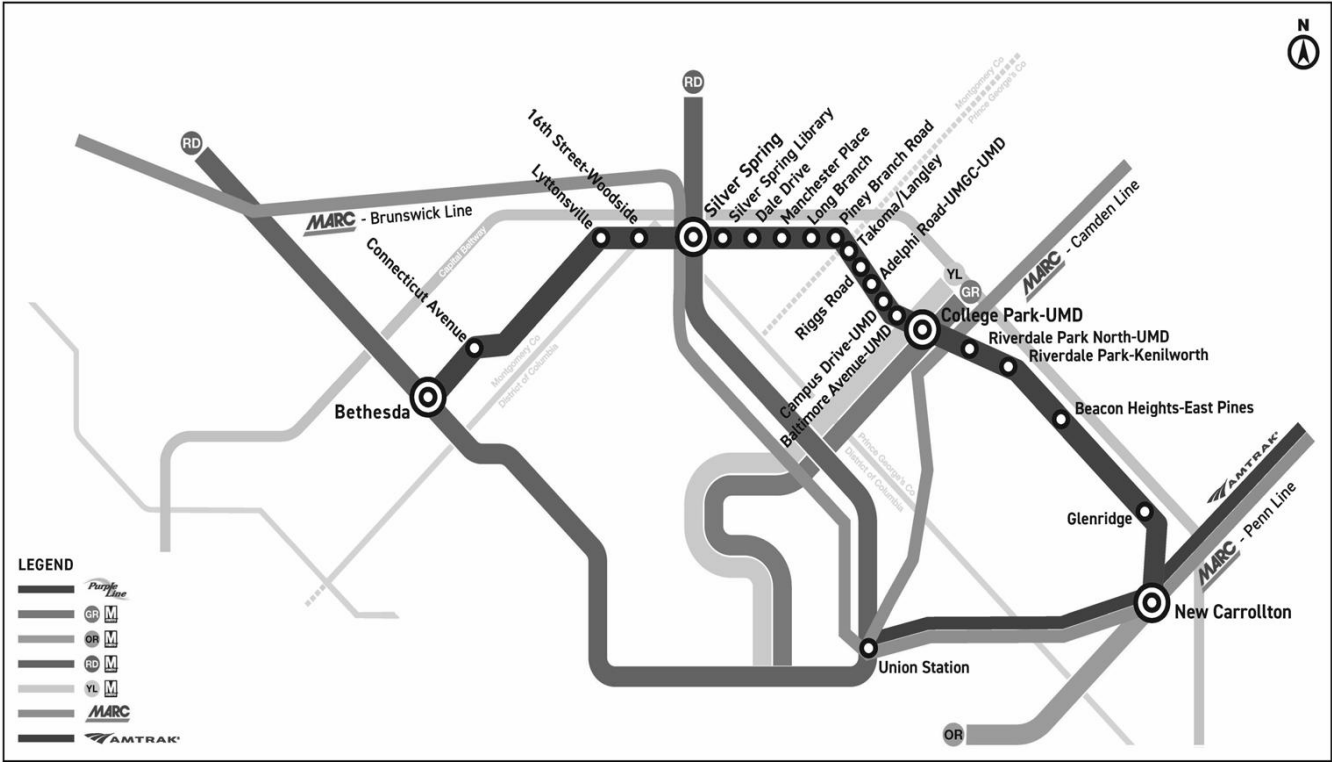 N
RD
RD
MARC - Brunswick Line
Capital Beltway
Montgomery Co
Prince George's Co
16th Street-Woodside
Lyttonsville
Connecticut Avenue
Bethesda
Silver Spring
Silver Spring Library
Dale Drive
Manchester Place
Long Branch
Piney Branch Road
Takoma/Langley
Riggs Road
Adelphi Road-UMGC-UMD
Campus Drive-UMD
Baltimore Avenue-UMD
YL
GR
MARC - Camden Line
College Park-UMD
Riverdale Park North-UMD
Riverdale Park-Kenilworth
Beacon Heights-East Pines
Glenridge
New Carrollton
AMTRAK
MARC - Penn Line
Montgomery Co
District of Columbia
Prince George's Co
District of Columbia
Union Station
OR
LEGEND
Purple Line
GR M
OR M
RD M
YL M
MARC
AMTRAK